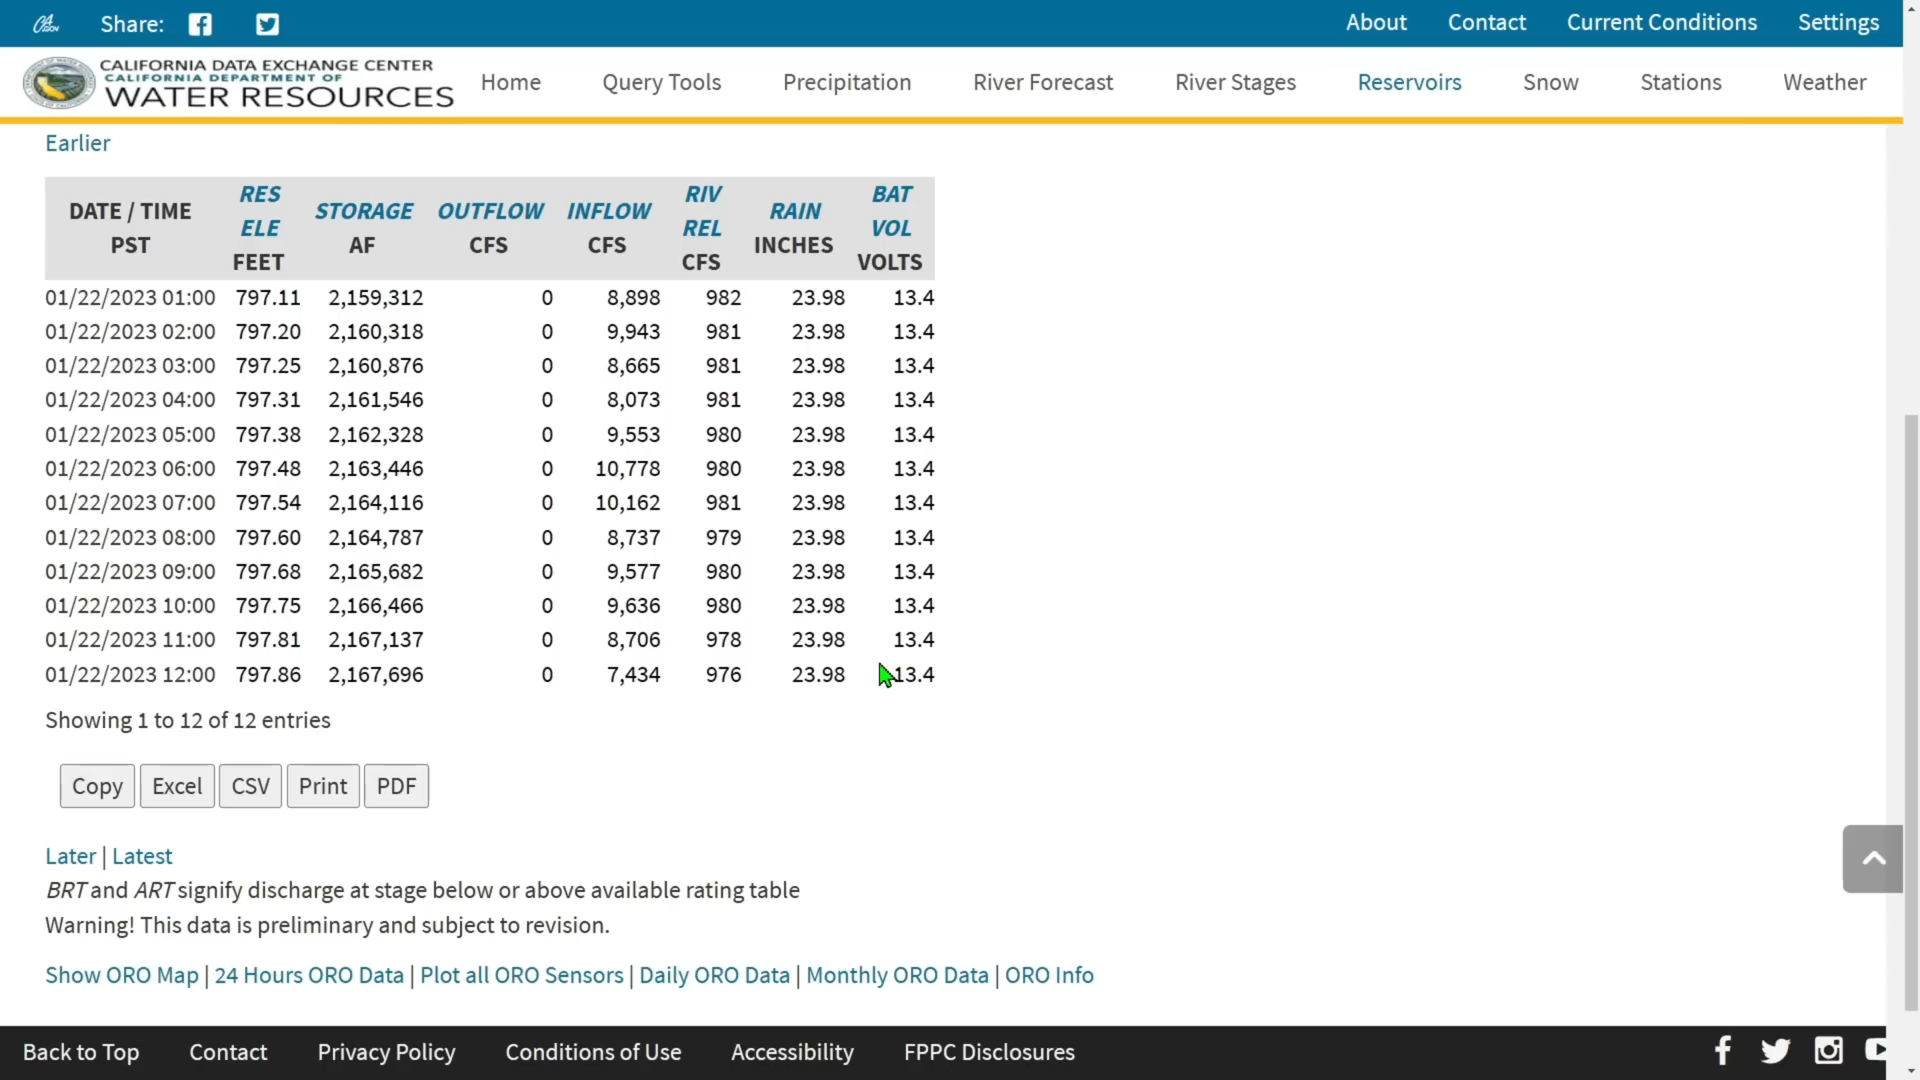 CA.GOV Share: About Contact Current Conditions Settings
CALIFORNIA DATA EXCHANGE CENTER
CALIFORNIA DEPARTMENT OF
WATER RESOURCES
Home Query Tools Precipitation River Forecast River Stages Reservoirs Snow Stations Weather
Earlier
DATE / TIME PST RES ELE FEET STORAGE AF OUTFLOW CFS INFLOW CFS RIV REL CFS RAIN INCHES BAT VOL VOLTS
01/22/2023 01:00 797.11 2,159,312 0 8,898 982 23.98 13.4
01/22/2023 02:00 797.20 2,160,318 0 9,943 981 23.98 13.4
01/22/2023 03:00 797.25 2,160,876 0 8,665 981 23.98 13.4
01/22/2023 04:00 797.31 2,161,546 0 8,073 981 23.98 13.4
01/22/2023 05:00 797.38 2,162,328 0 9,553 980 23.98 13.4
01/22/2023 06:00 797.48 2,163,446 0 10,778 980 23.98 13.4
01/22/2023 07:00 797.54 2,164,116 0 10,162 981 23.98 13.4
01/22/2023 08:00 797.60 2,164,787 0 8,737 979 23.98 13.4
01/22/2023 09:00 797.68 2,165,682 0 9,577 980 23.98 13.4
01/22/2023 10:00 797.75 2,166,466 0 9,636 980 23.98 13.4
01/22/2023 11:00 797.81 2,167,137 0 8,706 978 23.98 13.4
01/22/2023 12:00 797.86 2,167,696 0 7,434 976 23.98 13.4
Showing 1 to 12 of 12 entries
Copy Excel CSV Print PDF
Later | Latest
BRT and ART signify discharge at stage below or above available rating table
Warning! This data is preliminary and subject to revision.
Show ORO Map | 24 Hours ORO Data | Plot all ORO Sensors | Daily ORO Data | Monthly ORO Data | ORO Info
Back to Top Contact Privacy Policy Conditions of Use Accessibility FPPC Disclosures